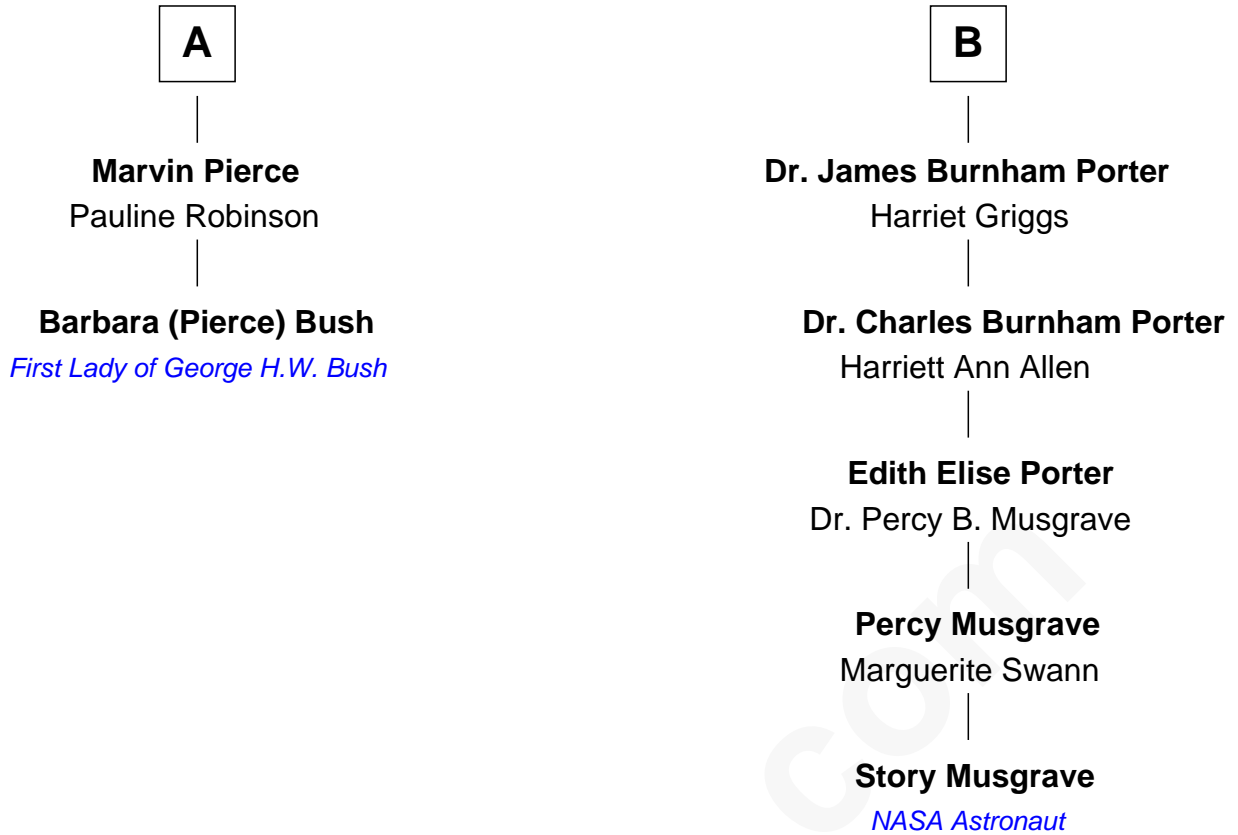 A
Marvin Pierce
Pauline Robinson
Barbara (Pierce) Bush
First Lady of George H.W. Bush
B
Dr. James Burnham Porter
Harriet Griggs
Dr. Charles Burnham Porter
Harriett Ann Allen
Edith Elise Porter
Dr. Percy B. Musgrave
Percy Musgrave
Marguerite Swann
Story Musgrave
NASA Astronaut
com